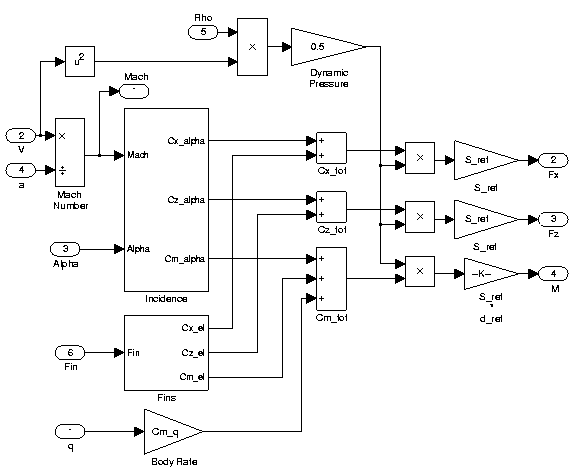 Rho
5
×
0.5
Dynamic
Pressure
u²
Mach
-
2
V
4
a
×
÷
Mach
Number
Mach
Cx_alpha
Cz_alpha
Alpha
Cm_alpha
Incidence
3
Alpha
+
+
Cx_tot
×
S_ref
S_ref
2
Fx
+
+
Cz_tot
×
S_ref
S_ref
3
Fz
+
+
+
Cm_tot
×
-K-
S_ref
*
d_ref
4
M
6
Fin
Fin
Cx_el
Cz_el
Cm_el
Fins
-
q
Cm_q
Body Rate